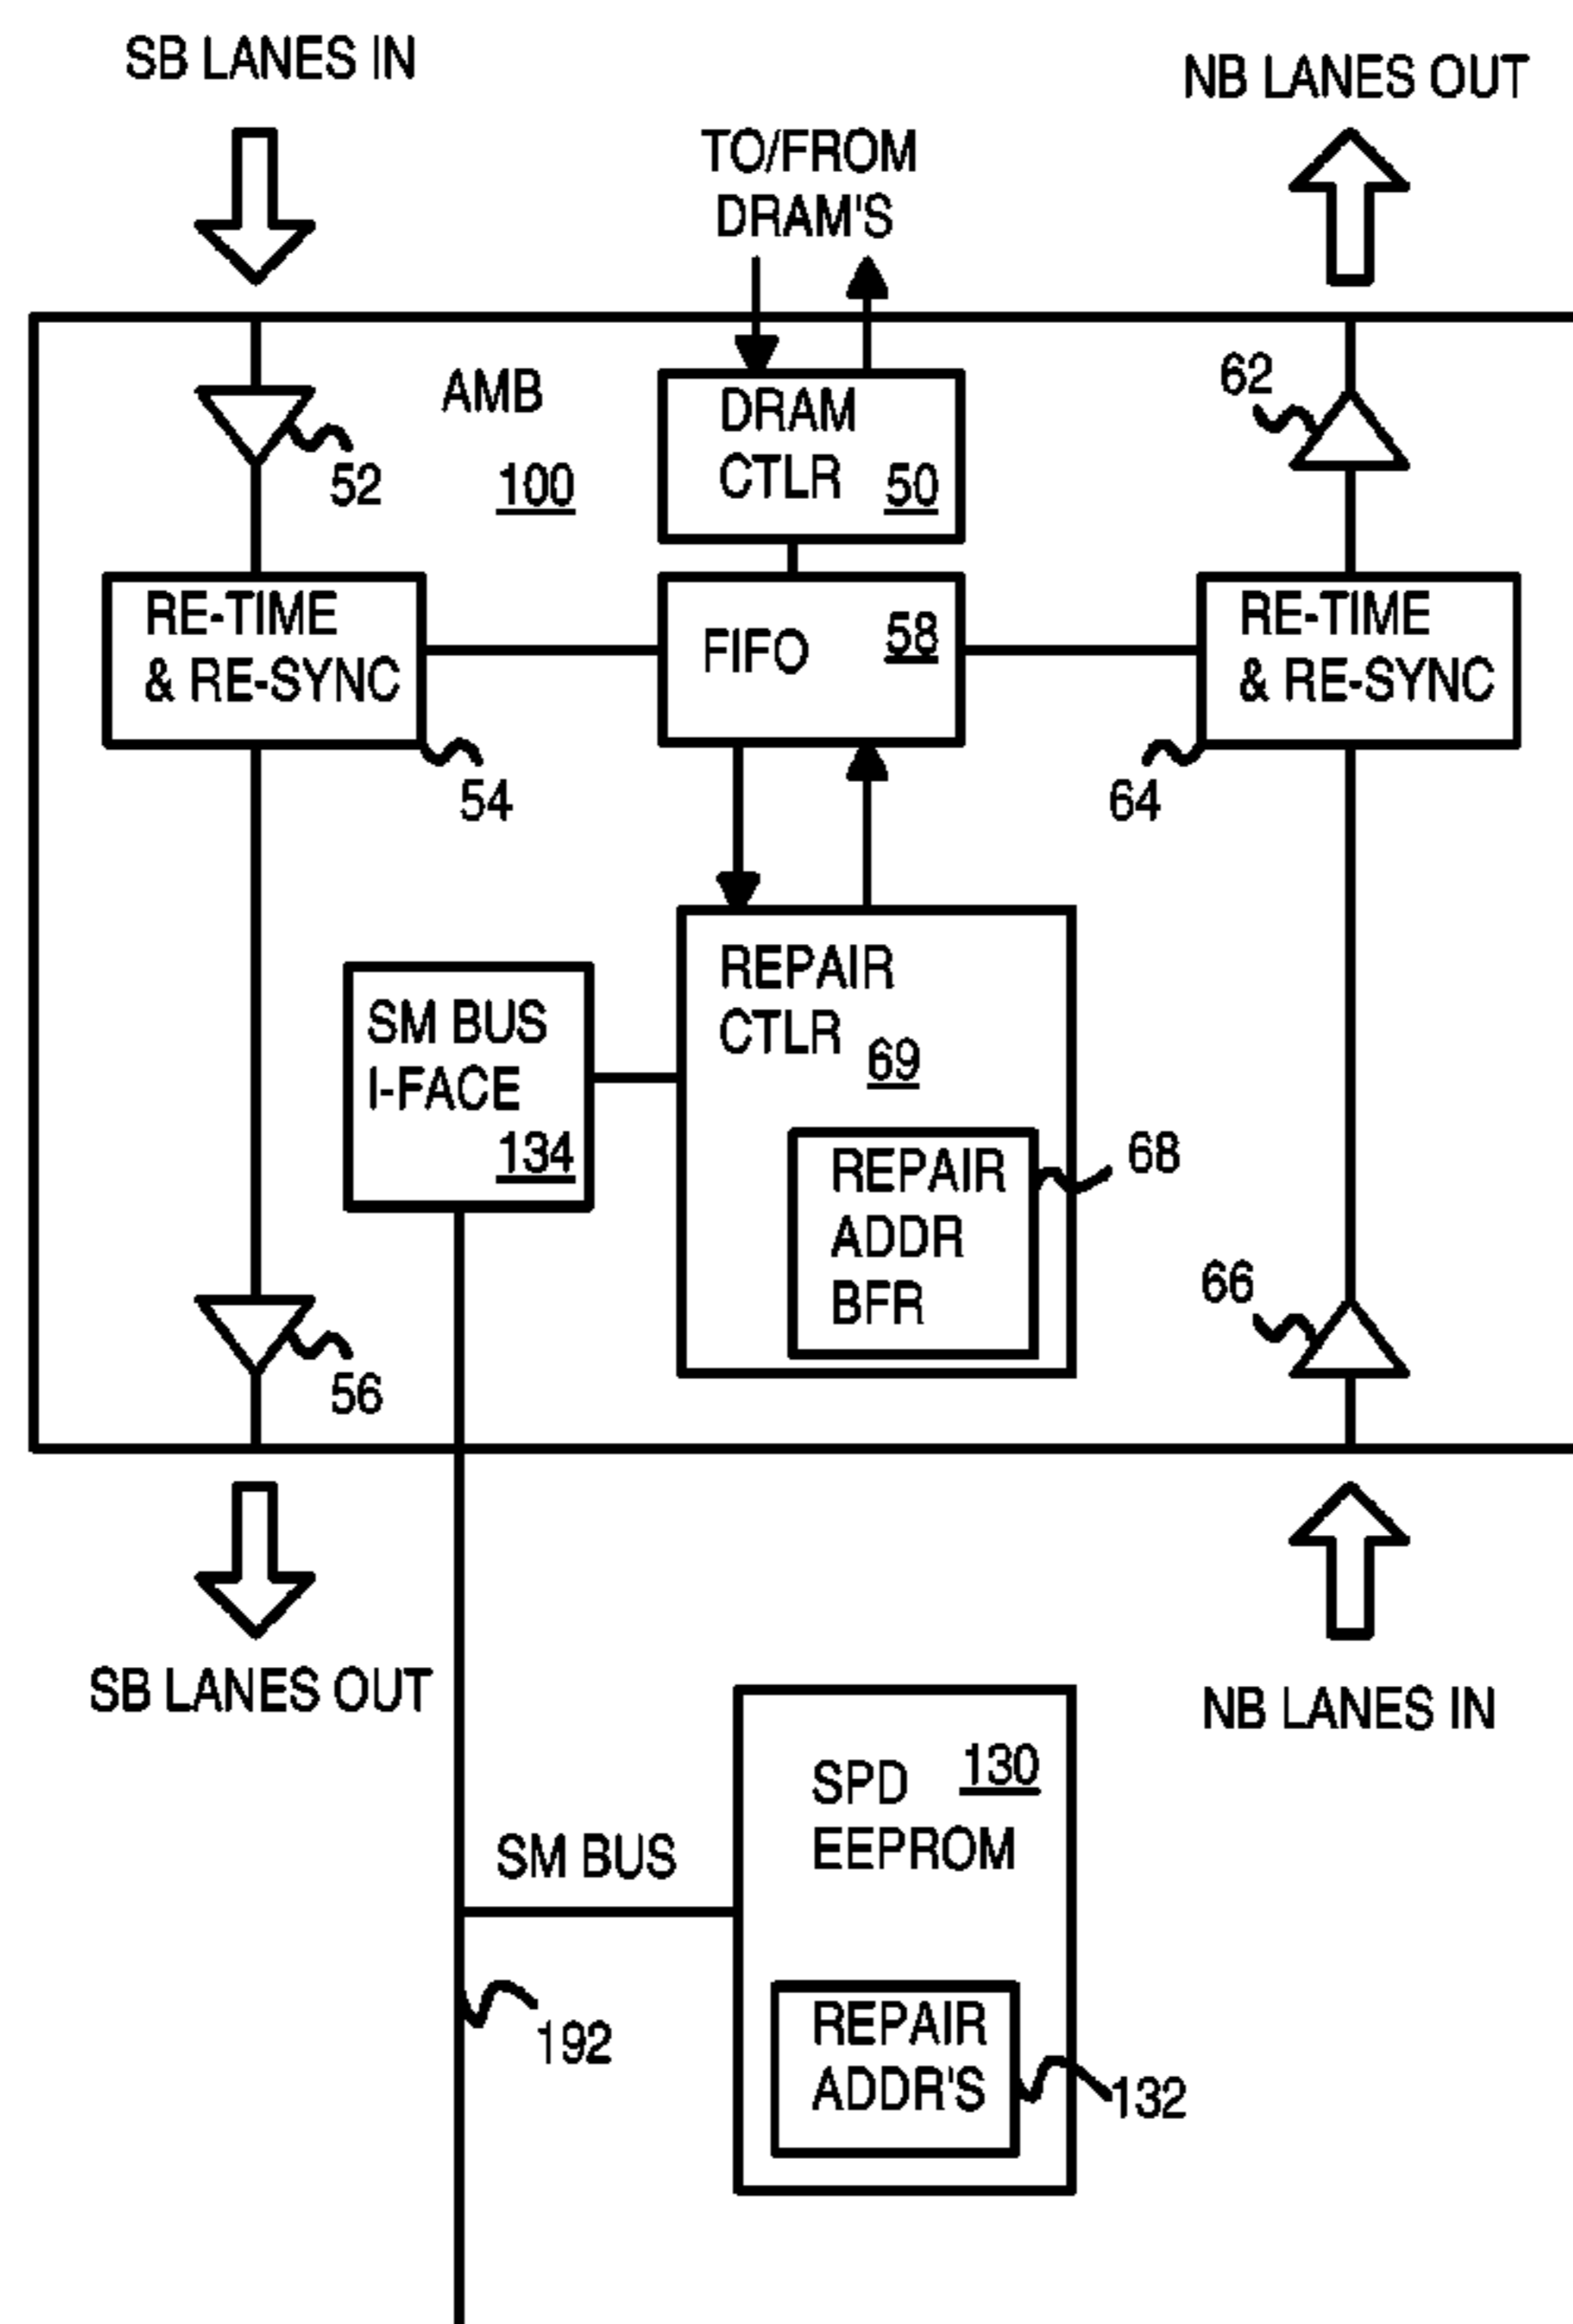 SB LANES IN
NB LANES OUT
TO/FROM
DRAM'S
AMB
100
52
DRAM
CTLR
50
62
RE-TIME
& RE-SYNC
54
FIFO
58
RE-TIME
& RE-SYNC
64
SM BUS
I-FACE
134
REPAIR
CTLR
69
REPAIR
ADDR
BFR
68
56
66
SB LANES OUT
NB LANES IN
SM BUS
192
SPD
EEPROM
130
REPAIR
ADDR'S
132